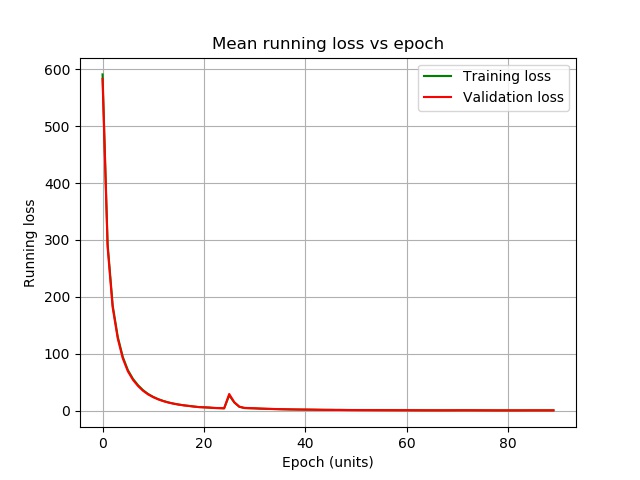 Mean running loss vs epoch
Training loss
Validation loss
600
500
400
300
200
100
0
Running loss
0 20 40 60 80
Epoch (units)